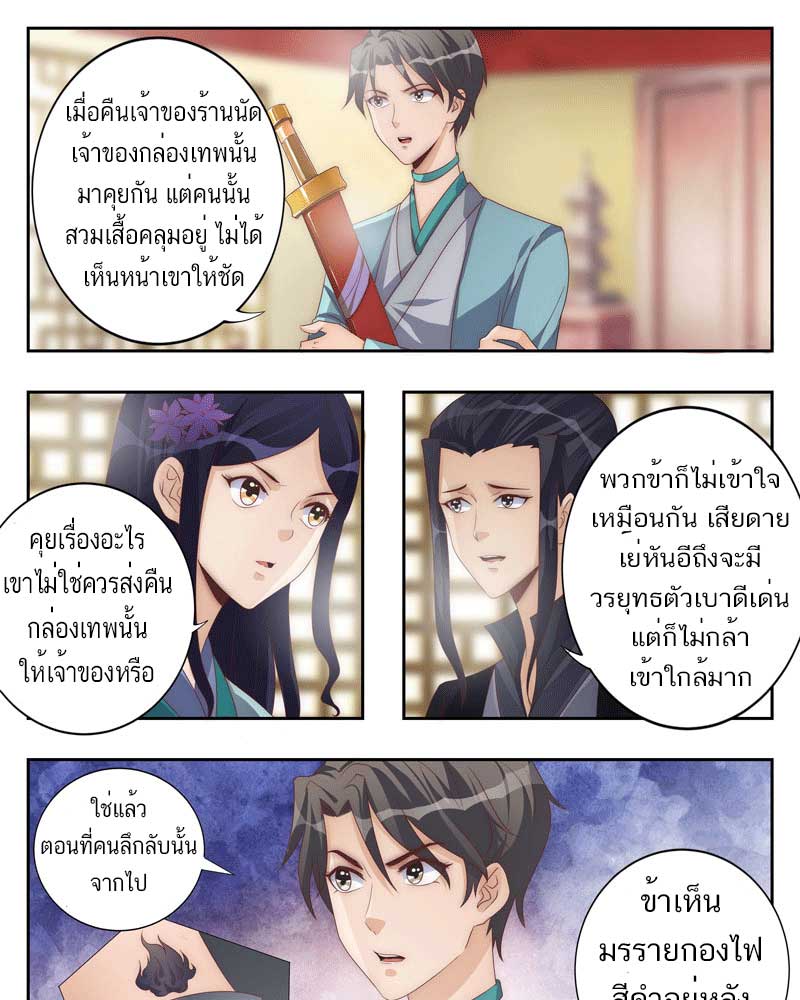 เมื่อคืนเจ้าของร้านนัด
เจ้าของกล่องเทพนั้น
มาคุยกัน แต่คนนั้น
สวมเสื้อคลุมอยู่ ไม่ได้
เห็นหน้าเขาให้ชัด
คุยเรื่องอะไร
เขาไม่ใช่ควรส่งคืน
กล่องเทพนั้น
ให้เจ้าของหรือ
พวกข้าก็ไม่เข้าใจ
เหมือนกัน เสียดาย
เย่หันอีถึงจะมี
วรยุทธตัวเบาดีเด่น
แต่ก็ไม่กล้า
เข้าใกล้มาก
ใช่แล้ว
ตอนที่คนลึกลับนั้น
จากไป
ข้าเห็น
มรรายกองไฟ
สีดำอยู่หลัง